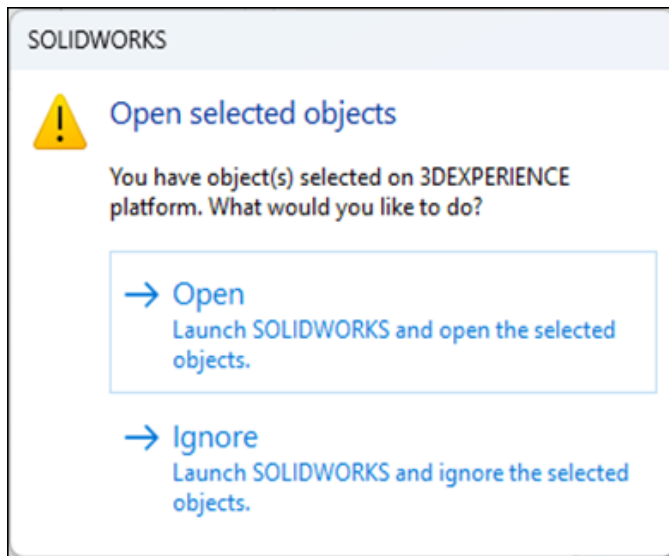 SOLIDWORKS
Open selected objects
You have object(s) selected on 3DEXPERIENCE
platform. What would you like to do?
→ Open
Launch SOLIDWORKS and open the selected
objects.
→ Ignore
Launch SOLIDWORKS and ignore the selected
objects.